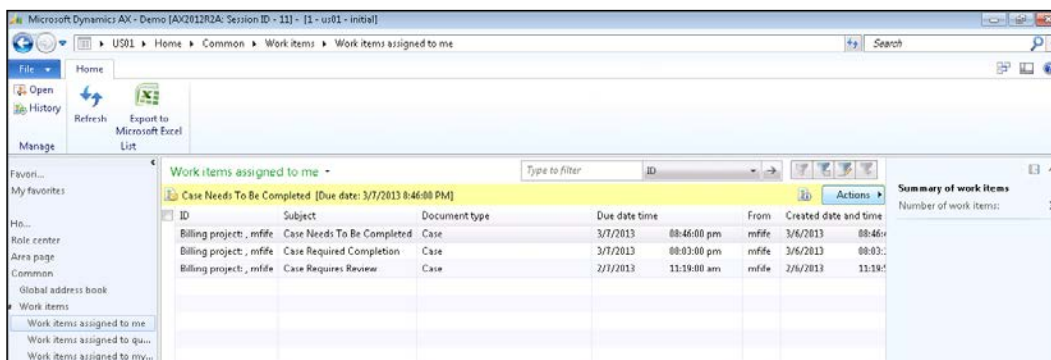 Microsoft Dynamics AX - Demo [AX2012R2A: Session ID - 11] - [1 - us01 - initial]
US01 Home Common Work items Work items assigned to me Search
File Home
Open
History
Refresh Export to
Microsoft Excel
Manage List
Favori...
My favorites
Ho...
Role center
Area page
Common
Global address book
Work items
Work items assigned to me
Work items assigned to qu...
Work items assigned to my...
Work items assigned to me Type to filter ID
Case Needs To Be Completed [Due date: 3/7/2013 8:46:00 PM] Actions
ID Subject Document type Due date time From Created date and time
Billing project: , mfife Case Needs To Be Completed Case 3/7/2013 08:46:00 pm mfife 3/6/2013 08:46:
Billing project: , mfife Case Required Completion Case 3/7/2013 08:03:00 pm mfife 3/6/2013 08:03:
Billing project: , mfife Case Requires Review Case 2/7/2013 11:19:00 am mfife 2/6/2013 11:19:
Summary of work items
Number of work items: